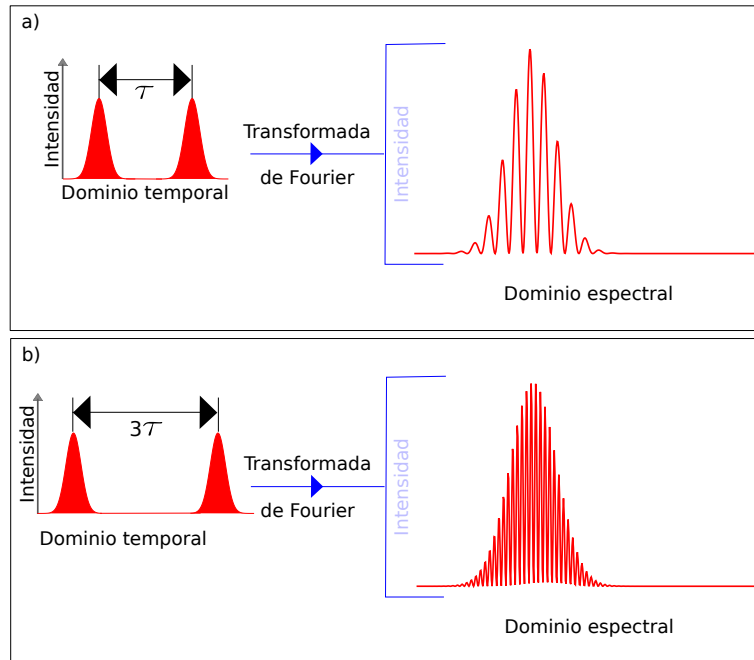 a)
Intensidad
τ
Dominio temporal
Transformada
de Fourier
Intensidad
Dominio espectral
b)
Intensidad
3τ
Dominio temporal
Transformada
de Fourier
Intensidad
Dominio espectral